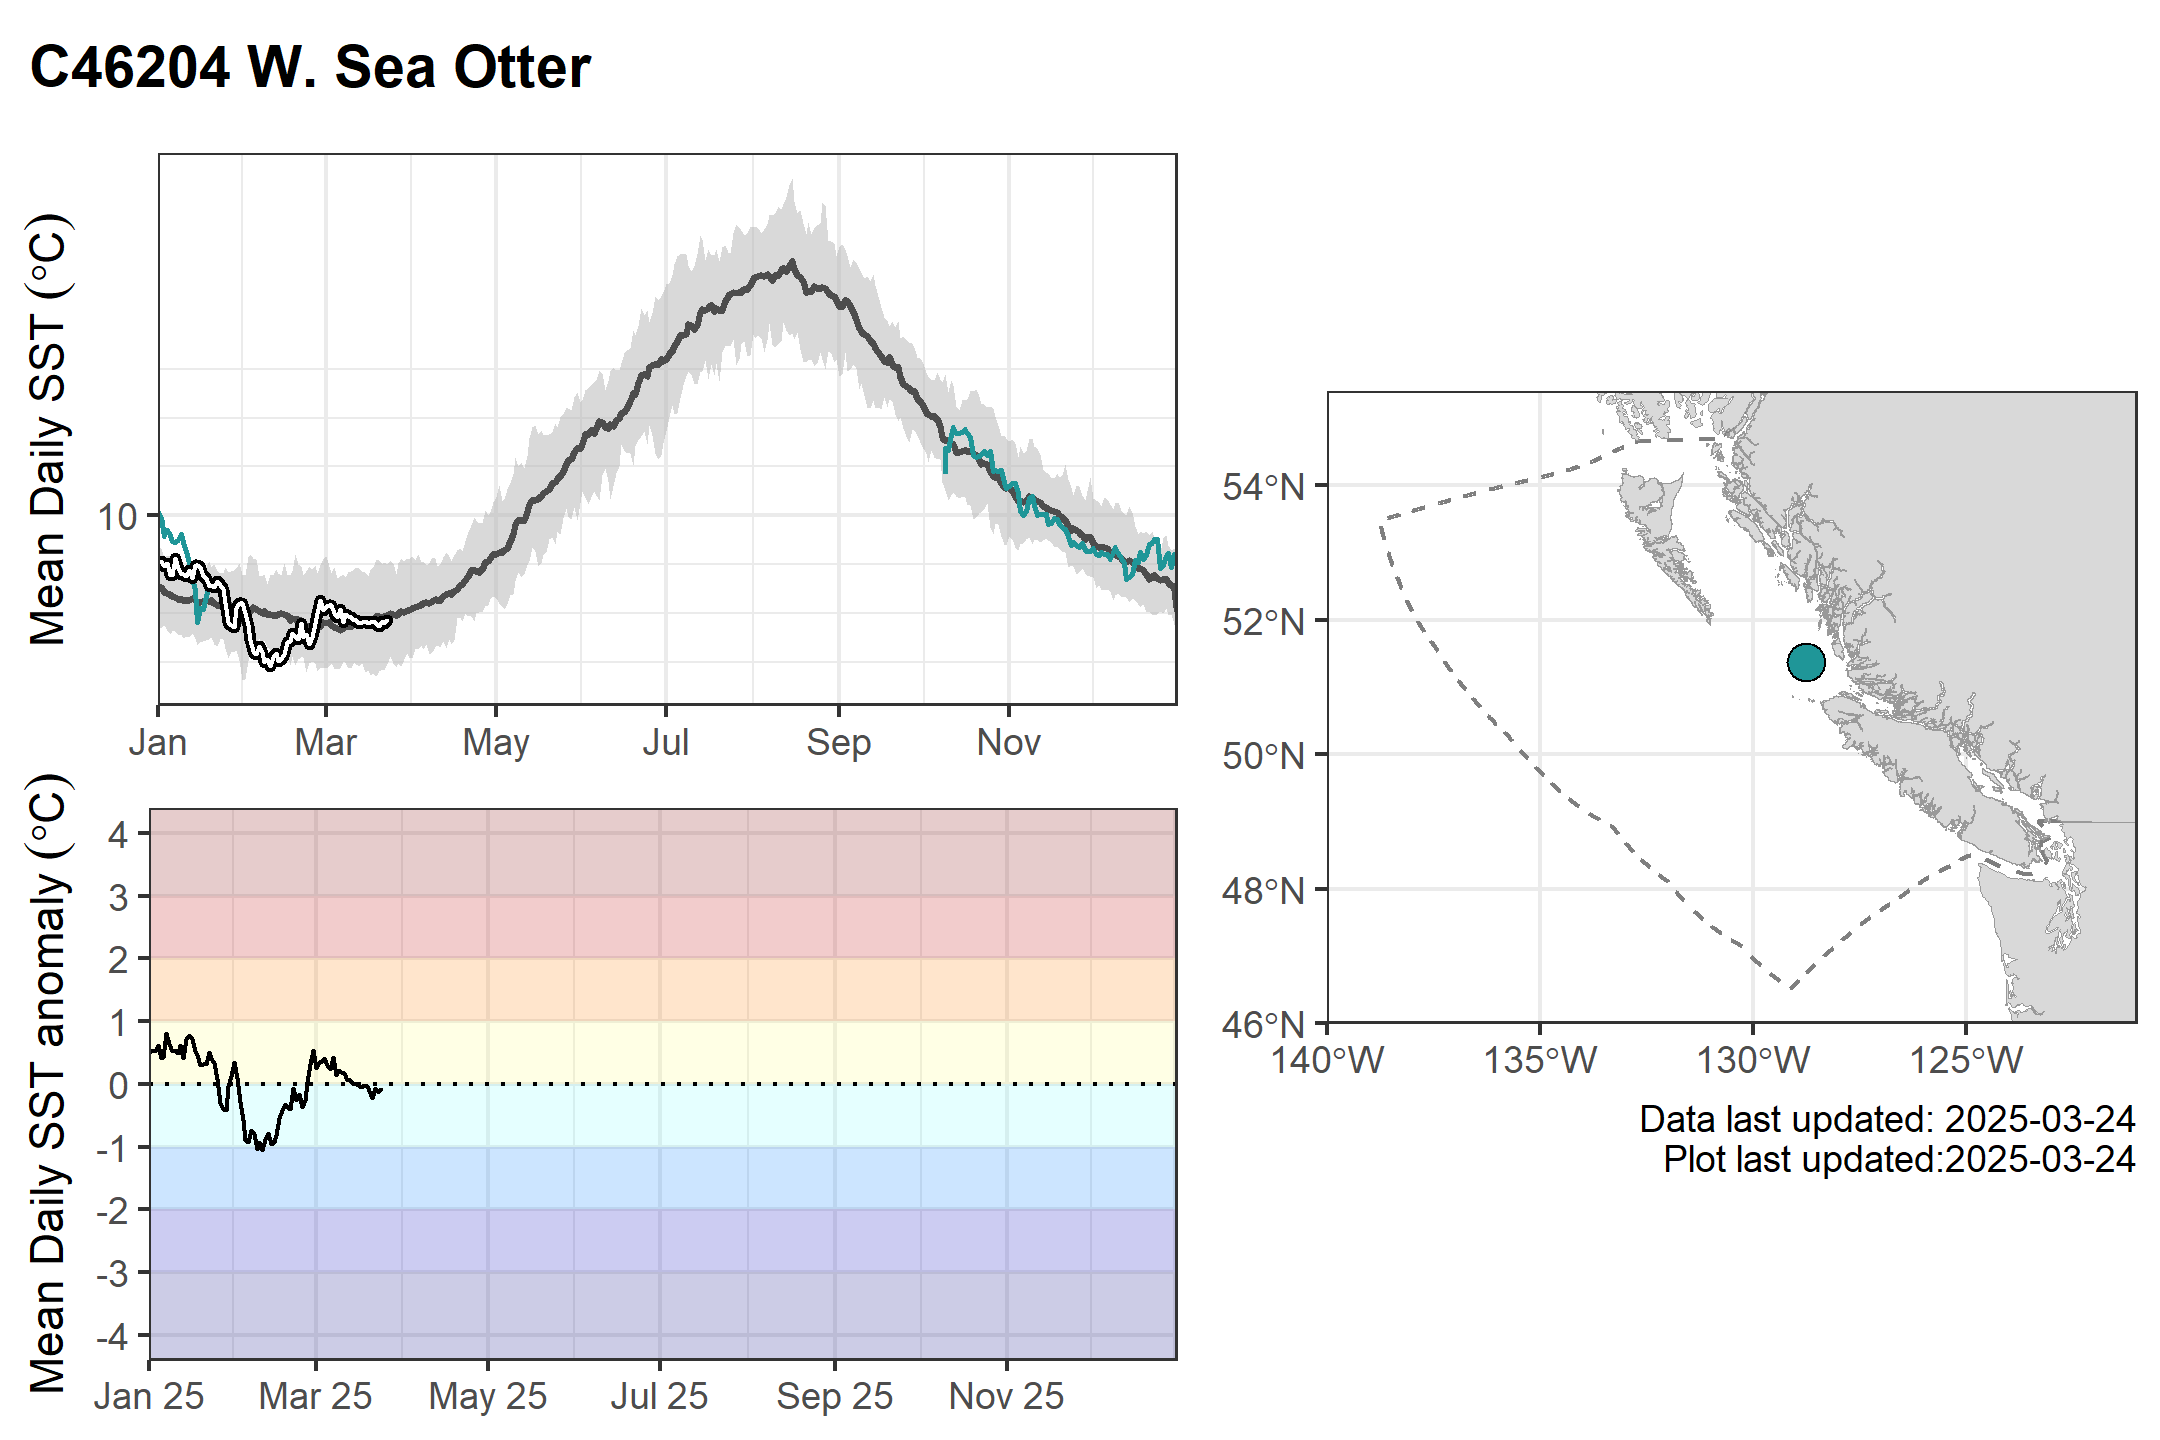 C46204 W. Sea Otter
Mean Daily SST (°C)
10
Jan Mar May Jul Sep Nov
Mean Daily SST anomaly (°C)
4
3
2
1
0
-1
-2
-3
-4
Jan 25 Mar 25 May 25 Jul 25 Sep 25 Nov 25
54°N
52°N
50°N
48°N
46°N
140°W 135°W 130°W 125°W
Data last updated: 2025-03-24
Plot last updated:2025-03-24